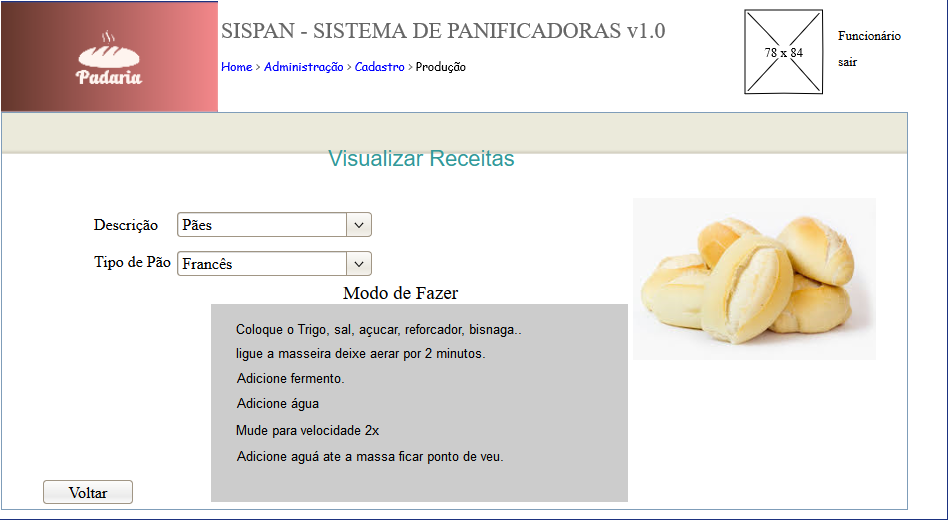 Padaria
SISPAN - SISTEMA DE PANIFICADORAS v1.0
Home > Administração > Cadastro > Produção
78 x 84
Funcionário
sair
Visualizar Receitas
Descrição Pães
Tipo de Pão Francês
Modo de Fazer
Coloque o Trigo, sal, açucar, reforcador, bisnaga..
ligue a masseira deixe aerar por 2 minutos.
Adicione fermento.
Adicione água
Mude para velocidade 2x
Adicione aguá ate a massa ficar ponto de veu.
Voltar